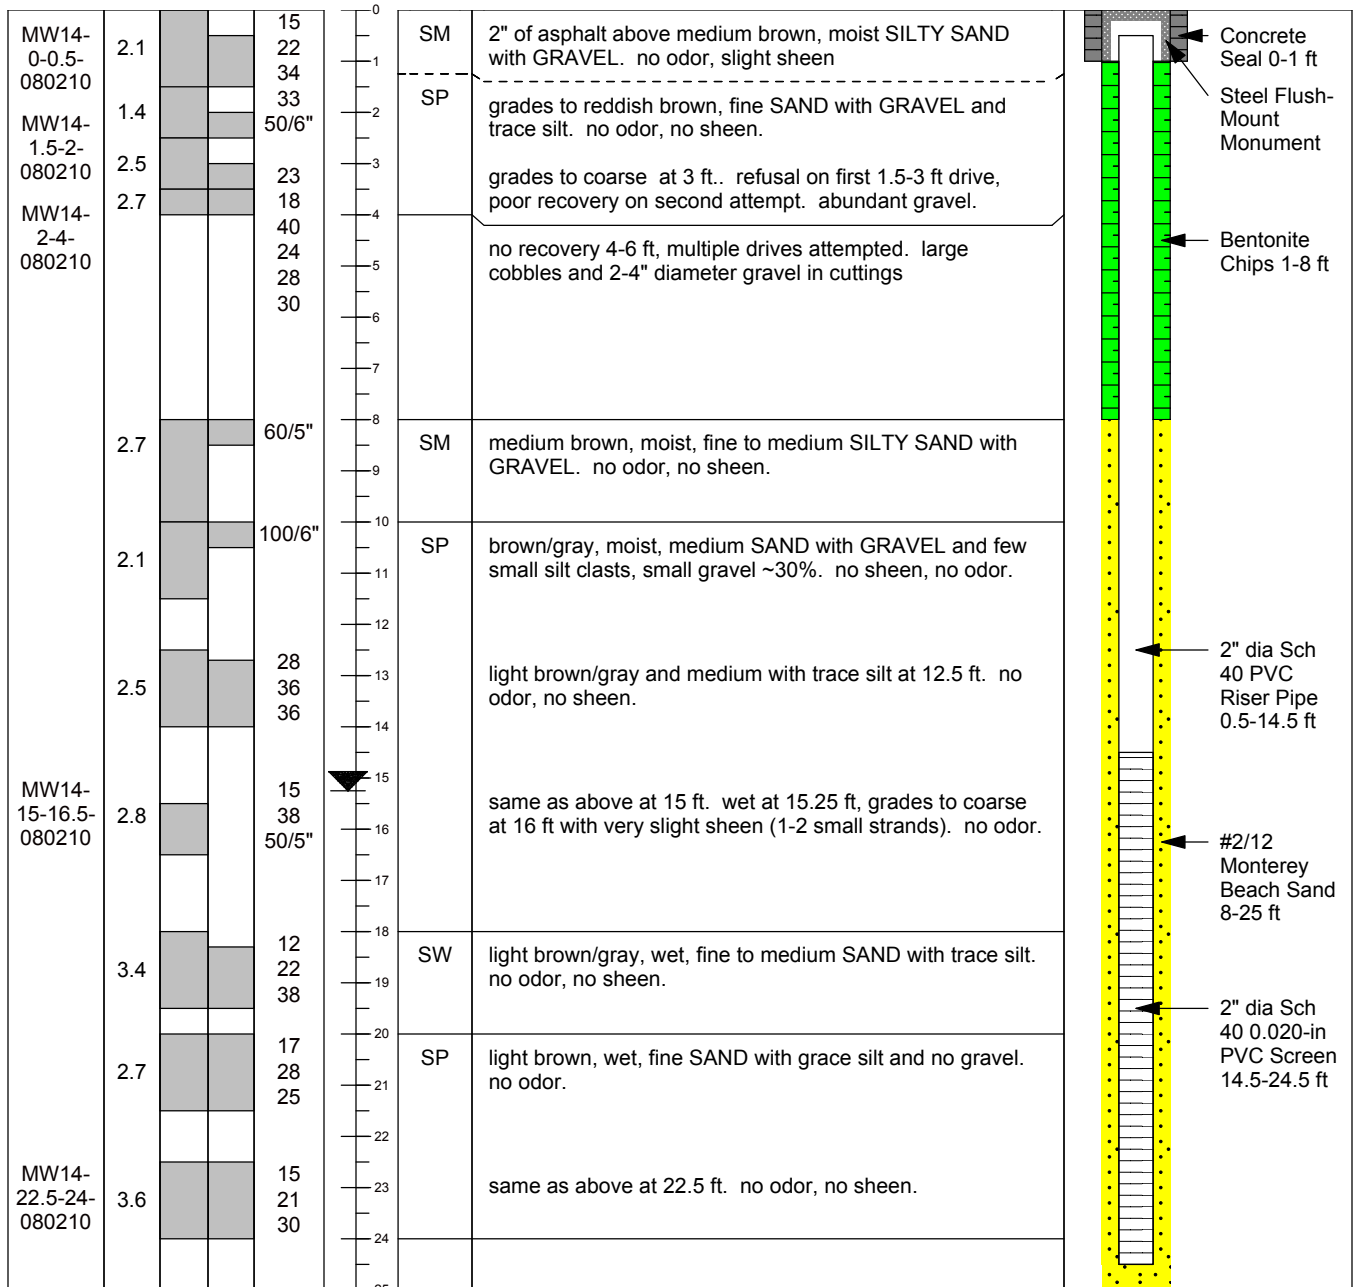 MW14-
0-0.5-
080210
MW14-
1.5-2-
080210
MW14-
2-4-
080210
MW14-
15-16.5-
080210
MW14-
22.5-24-
080210
2.1
1.4
2.5
2.7
2.7
2.1
2.5
2.8
3.4
2.7
3.6
15
22
34
33
50/6"
23
18
40
24
28
30
60/5"
100/6"
28
36
36
15
38
50/5"
12
22
38
17
28
25
15
21
30
0
1
2
3
4
5
6
7
8
9
10
11
12
13
14
15
16
17
18
19
20
21
22
23
24
25
SM
2" of asphalt above medium brown, moist SILTY SAND
with GRAVEL. no odor, slight sheen
SP
grades to reddish brown, fine SAND with GRAVEL and
trace silt. no odor, no sheen.
grades to coarse at 3 ft.. refusal on first 1.5-3 ft drive,
poor recovery on second attempt. abundant gravel.
no recovery 4-6 ft, multiple drives attempted. large
cobbles and 2-4" diameter gravel in cuttings
SM
medium brown, moist, fine to medium SILTY SAND with
GRAVEL. no odor, no sheen.
SP
brown/gray, moist, medium SAND with GRAVEL and few
small silt clasts, small gravel ~30%. no sheen, no odor.
light brown/gray and medium with trace silt at 12.5 ft. no
odor, no sheen.
same as above at 15 ft. wet at 15.25 ft, grades to coarse
at 16 ft with very slight sheen (1-2 small strands). no odor.
SW
light brown/gray, wet, fine to medium SAND with trace silt.
no odor, no sheen.
SP
light brown, wet, fine SAND with grace silt and no gravel.
no odor.
same as above at 22.5 ft. no odor, no sheen.
Concrete
Seal 0-1 ft
Steel Flush-
Mount
Monument
Bentonite
Chips 1-8 ft
2" dia Sch
40 PVC
Riser Pipe
0.5-14.5 ft
#2/12
Monterey
Beach Sand
8-25 ft
2" dia Sch
40 0.020-in
PVC Screen
14.5-24.5 ft